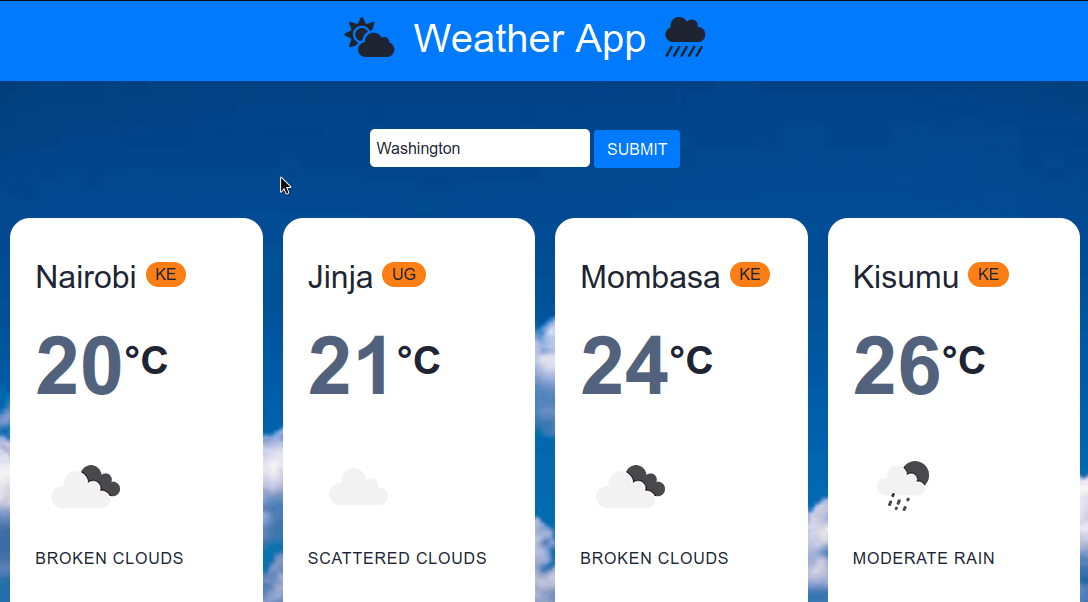 Weather App
Washington SUBMIT
Nairobi KE
20°C
BROKEN CLOUDS
Jinja UG
21°C
SCATTERED CLOUDS
Mombasa KE
24°C
BROKEN CLOUDS
Kisumu KE
26°C
MODERATE RAIN